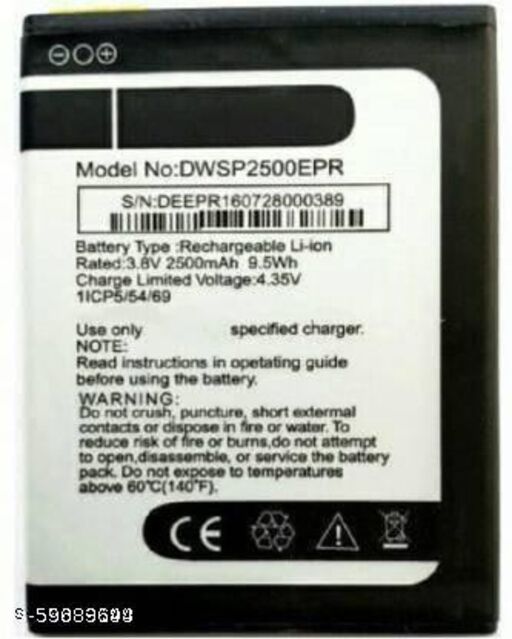 Model No:DWSP2500EPR
S/N:DEEPR160728000389
Battery Type :Rechargeable Li-ion
Rated:3.8V 2500mAh 9.5Wh
Charge Limited Voltage:4.35V
1ICP5/54/69
Use only specified charger.
NOTE:
Read instructions in opetating guide
before using the battery.
WARNING:
Do not crush, puncture, short extermal
contacts or dispose in fire or water. To
reduce risk of fire or burns,do not attempt
to open,disassemble, or service the battery
pack. Do not expose to temperatures
above 60℃(140℉).
CE